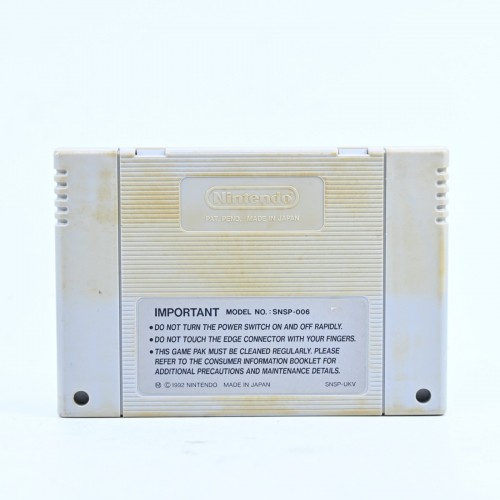 Nintendo
PAT. PEND. MADE IN JAPAN
IMPORTANT MODEL NO.: SNSP-006
• DO NOT TURN THE POWER SWITCH ON AND OFF RAPIDLY.
• DO NOT TOUCH THE EDGE CONNECTOR WITH YOUR FINGERS.
• THIS GAME PAK MUST BE CLEANED REGULARLY. PLEASE
REFER TO THE CONSUMER INFORMATION BOOKLET FOR
ADDITIONAL PRECAUTIONS AND MAINTENANCE DETAILS.
Ⓜ ©1992 NINTENDO MADE IN JAPAN SNSP-UKV